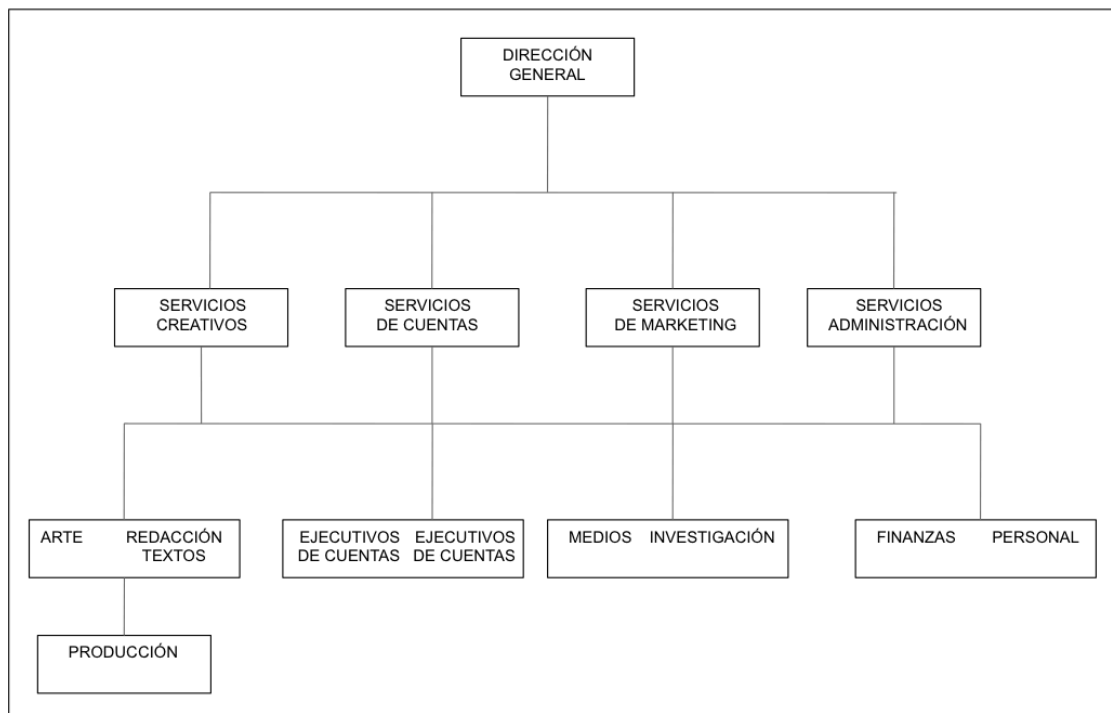 DIRECCIÓN
GENERAL
SERVICIOS
CREATIVOS
SERVICIOS
DE CUENTAS
SERVICIOS
DE MARKETING
SERVICIOS
ADMINISTRACIÓN
ARTE REDACCIÓN
TEXTOS
EJECUTIVOS EJECUTIVOS
DE CUENTAS DE CUENTAS
MEDIOS INVESTIGACIÓN
FINANZAS PERSONAL
PRODUCCIÓN